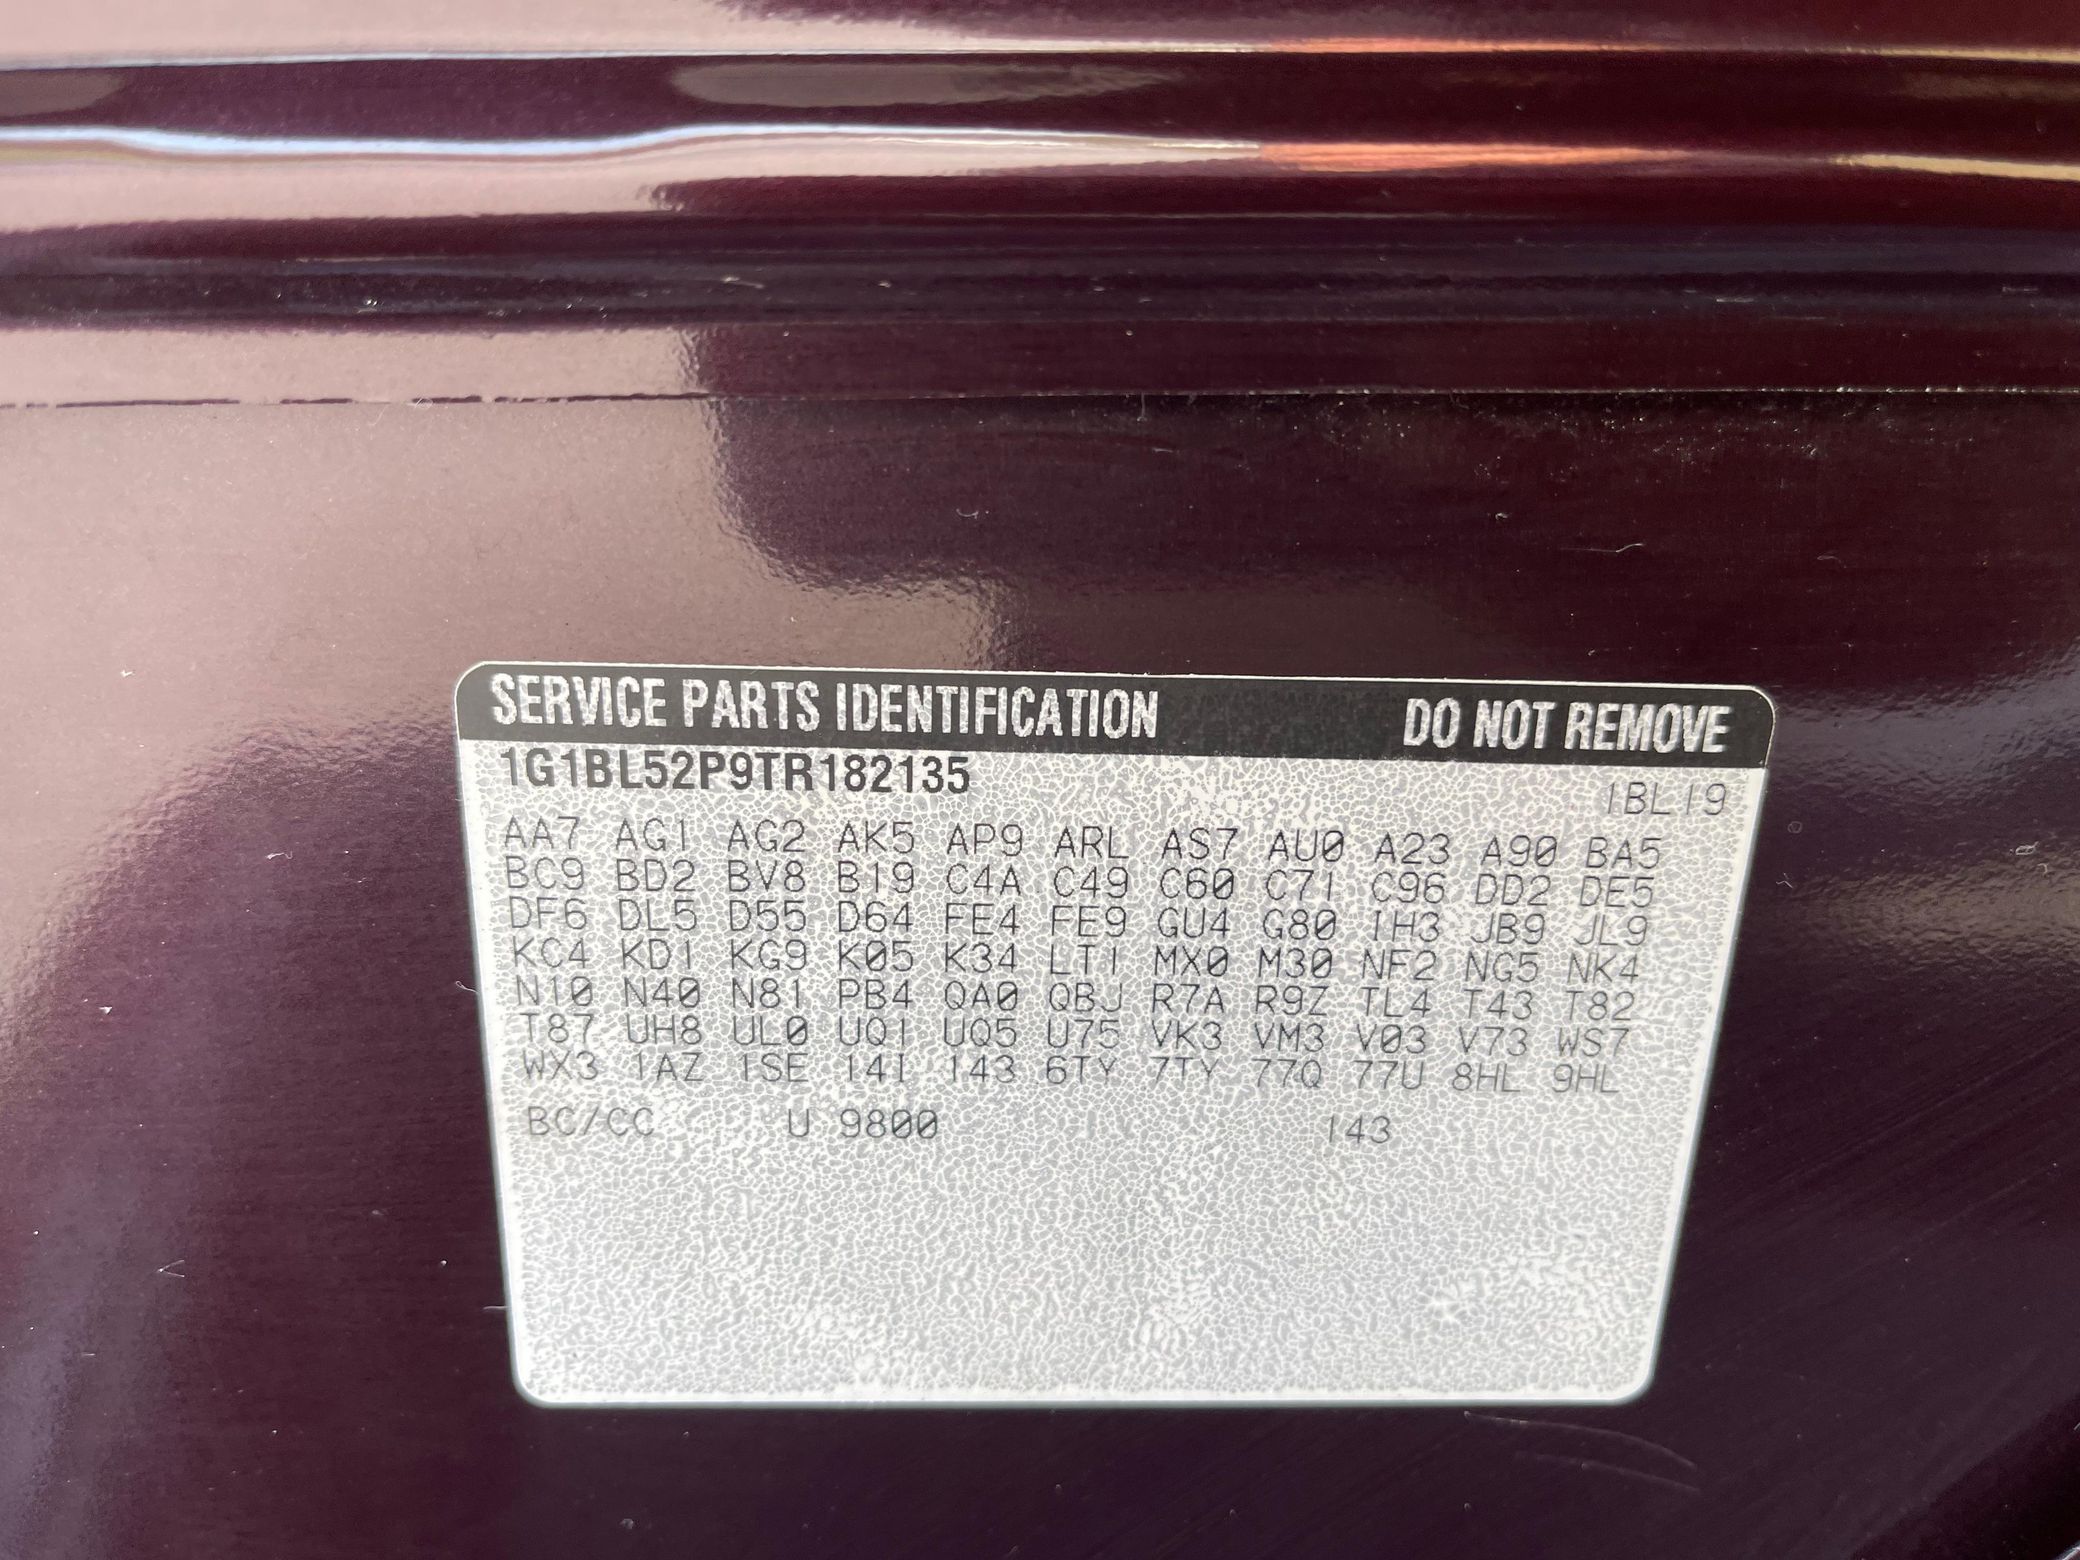 SERVICE PARTS IDENTIFICATION DO NOT REMOVE
1G1BL52P9TR182135 1BL19
AA7 AG1 AG2 AK5 AP9 ARL AS7 AU0 A23 A90 BA5
BC9 BD2 BV8 B19 C4A C49 C60 C71 C96 DD2 DE5
DF6 DL5 D55 D64 FE4 FE9 GU4 G80 IH3 JB9 JL9
KC4 KD1 KG9 K05 K34 LT1 MX0 M30 NF2 NG5 NK4
N10 N40 N81 PB4 QA0 QBJ R7A R9Z TL4 T43 T82
T87 UH8 UL0 UQ1 UQ5 U75 VK3 VM3 V03 V73 WS7
WX3 1AZ 1SE 14I 143 6TY 7TY 77Q 77U 8HL 9HL
BC/CC U 9800 I 143